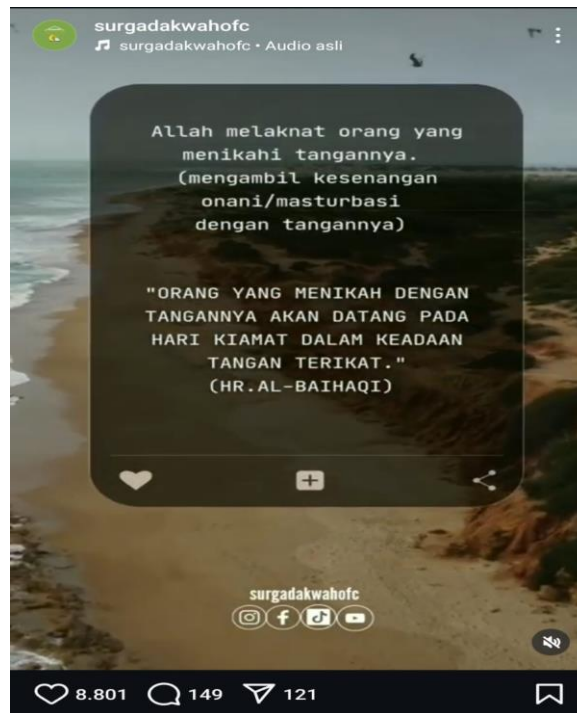 surgadakwahofc
surgadakwahofc • Audio asli
Allah melaknat orang yang
menikahi tangannya.
(mengambil kesenangan
onani/masturbasi
dengan tangannya)
"ORANG YANG MENIKAH DENGAN
TANGANNYA AKAN DATANG PADA
HARI KIAMAT DALAM KEADAAN
TANGAN TERIKAT."
(HR.AL-BAIHAQI)
surgadakwahofc
8.801 149 121